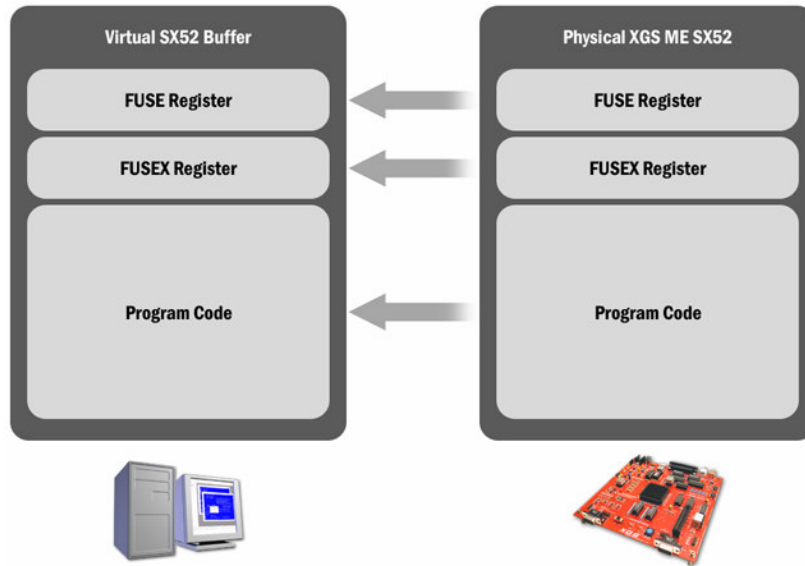 Virtual SX52 Buffer
FUSE Register
FUSEX Register
Program Code
Physical XGS ME SX52
FUSE Register
FUSEX Register
Program Code